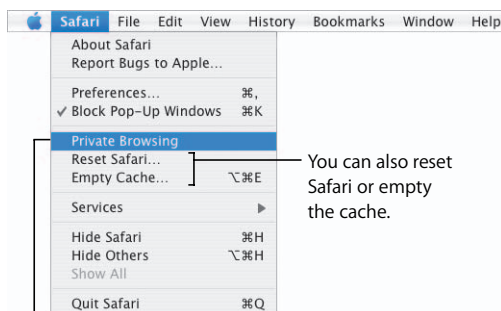 Safari File Edit View History Bookmarks Window Help
About Safari
Report Bugs to Apple...
Preferences... ⌘,
✓ Block Pop-Up Windows ⌘K
Private Browsing
Reset Safari...
Empty Cache... ⌥⌘E
Services ▶
Hide Safari ⌘H
Hide Others ⌥⌘H
Show All
Quit Safari ⌘Q
You can also reset
Safari or empty
the cache.